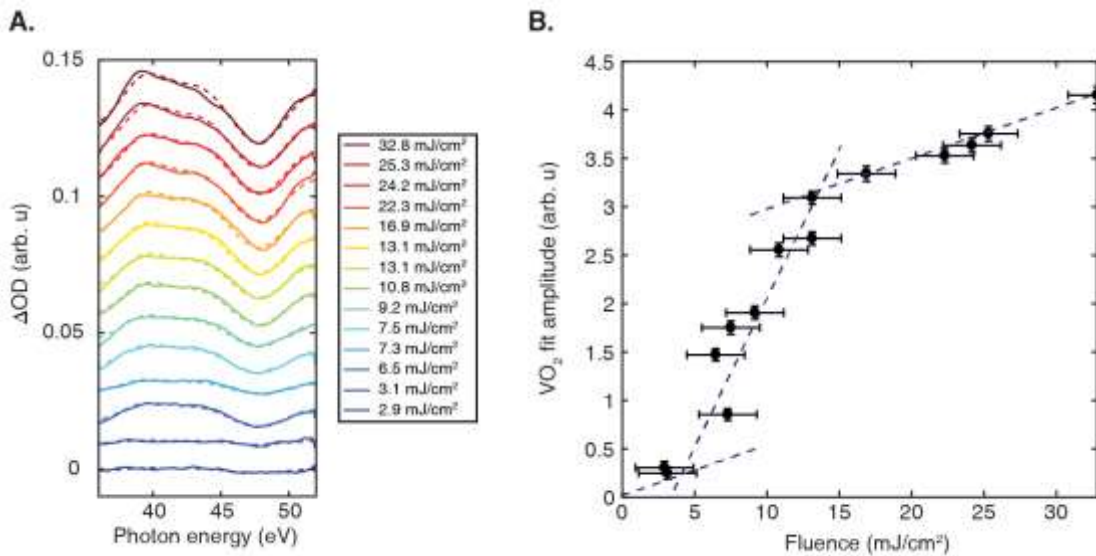 A.
0.15
0.1
0.05
0
ΔOD (arb. u)
40
45
50
Photon energy (eV)
32.8 mJ/cm²
25.3 mJ/cm²
24.2 mJ/cm²
22.3 mJ/cm²
16.9 mJ/cm²
13.1 mJ/cm²
13.1 mJ/cm²
10.8 mJ/cm²
9.2 mJ/cm²
7.5 mJ/cm²
7.3 mJ/cm²
6.5 mJ/cm²
3.1 mJ/cm²
2.9 mJ/cm²
B.
4.5
4
3.5
3
2.5
2
1.5
1
0.5
0
VO₂ fit amplitude (arb. u)
0
5
10
15
20
25
30
Fluence (mJ/cm²)